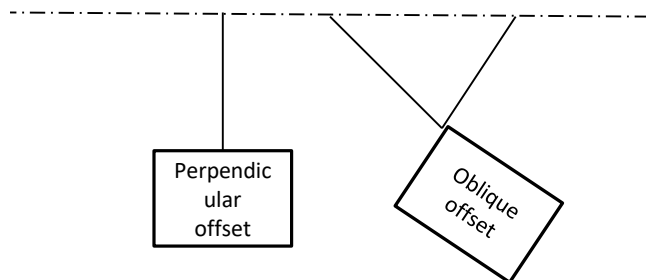 Perpendic
ular
offset
Oblique
offset